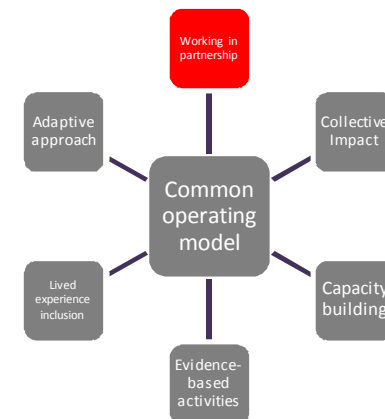 Working in
partnership
Adaptive
approach
Collective
Impact
Common
operating
model
Lived
experience
inclusion
Capacity
building
Evidence-
based
activities